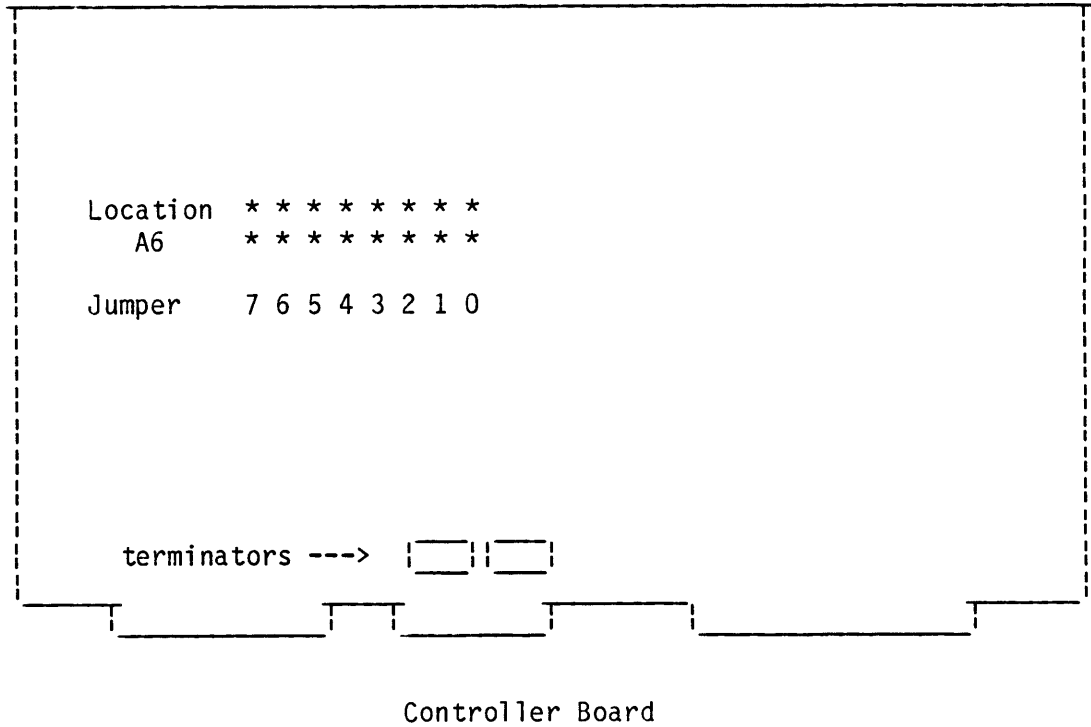 Location * * * * * * * *
A6 * * * * * * * *
Jumper 7 6 5 4 3 2 1 0
terminators --->
Controller Board